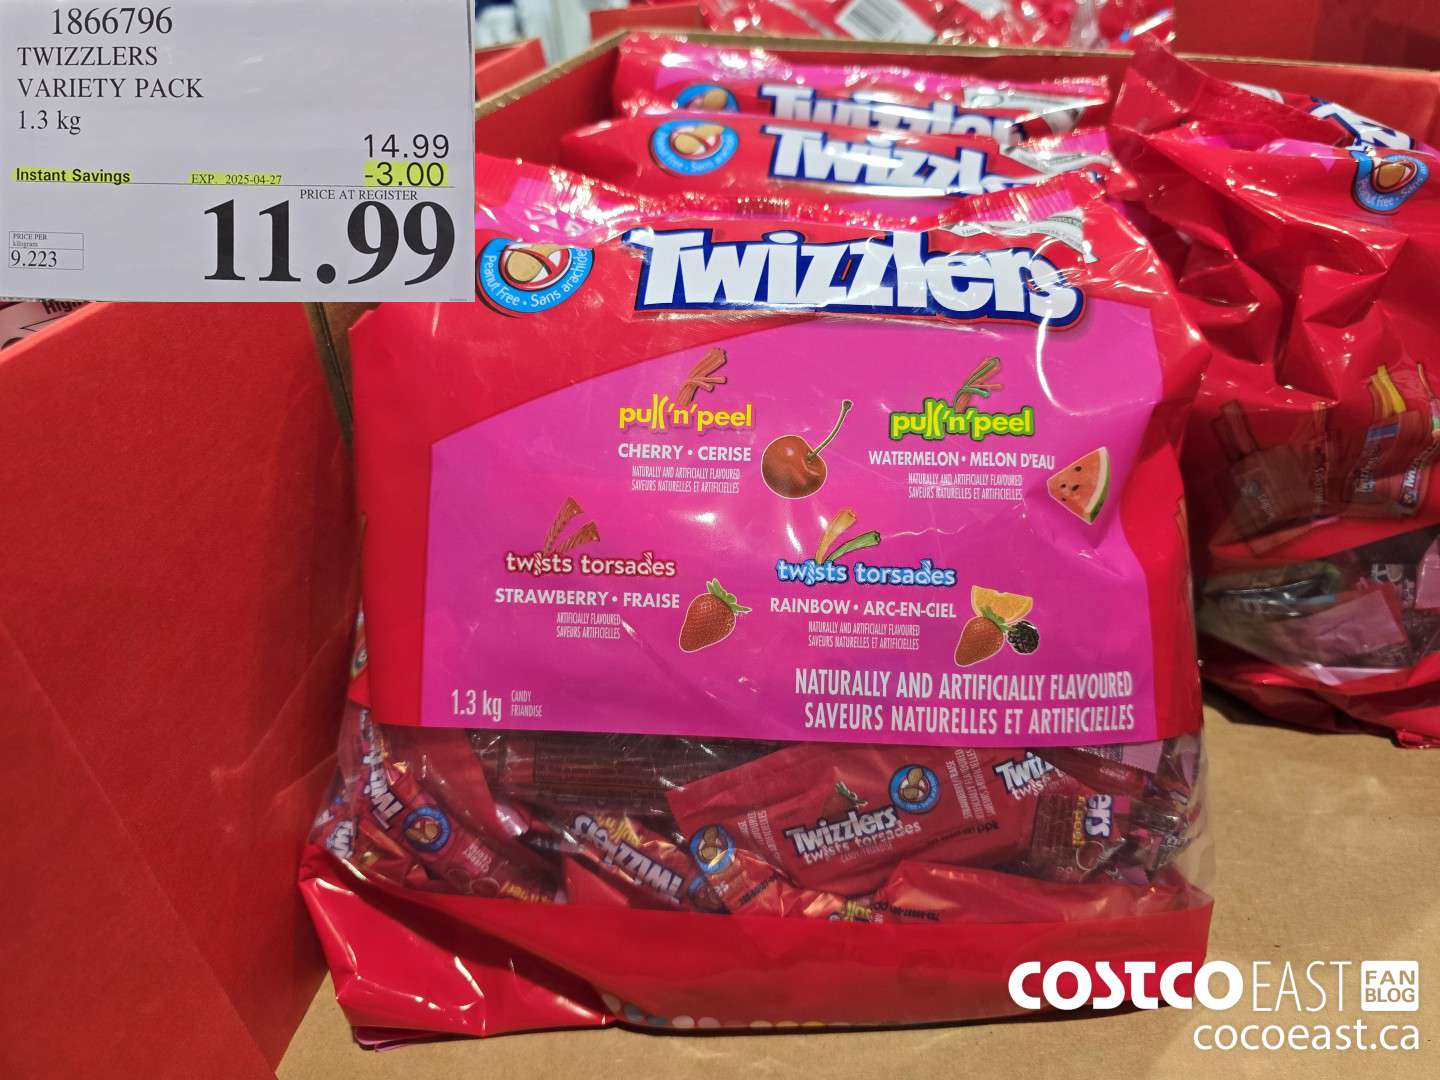 1866796
TWIZZLERS
VARIETY PACK
1.3 kg
14.99
Instant Savings EXP. 2025-04-27 -3.00
PRICE AT REGISTER
11.99
PRICE PER
kilogram
9.223
Twizzlers
Twizzl
Peanut Free • Sans arachides
Twizzlers
pull'n'peel
CHERRY • CERISE
NATURALLY AND ARTIFICIALLY FLAVOURED
SAVEURS NATURELLES ET ARTIFICIELLES
pull'n'peel
WATERMELON • MELON D'EAU
NATURALLY AND ARTIFICIALLY FLAVOURED
SAVEURS NATURELLES ET ARTIFICIELLES
twists torsades
STRAWBERRY • FRAISE
ARTIFICIALLY FLAVOURED
SAVEURS ARTIFICIELLES
twists torsades
RAINBOW • ARC-EN-CIEL
NATURALLY AND ARTIFICIALLY FLAVOURED
SAVEURS NATURELLES ET ARTIFICIELLES
1.3 kg
CANDY
FRIANDISE
NATURALLY AND ARTIFICIALLY FLAVOURED
SAVEURS NATURELLES ET ARTIFICIELLES
Twizzlers
twists torsades
COSTCO EAST FAN BLOG
cocoeast.ca